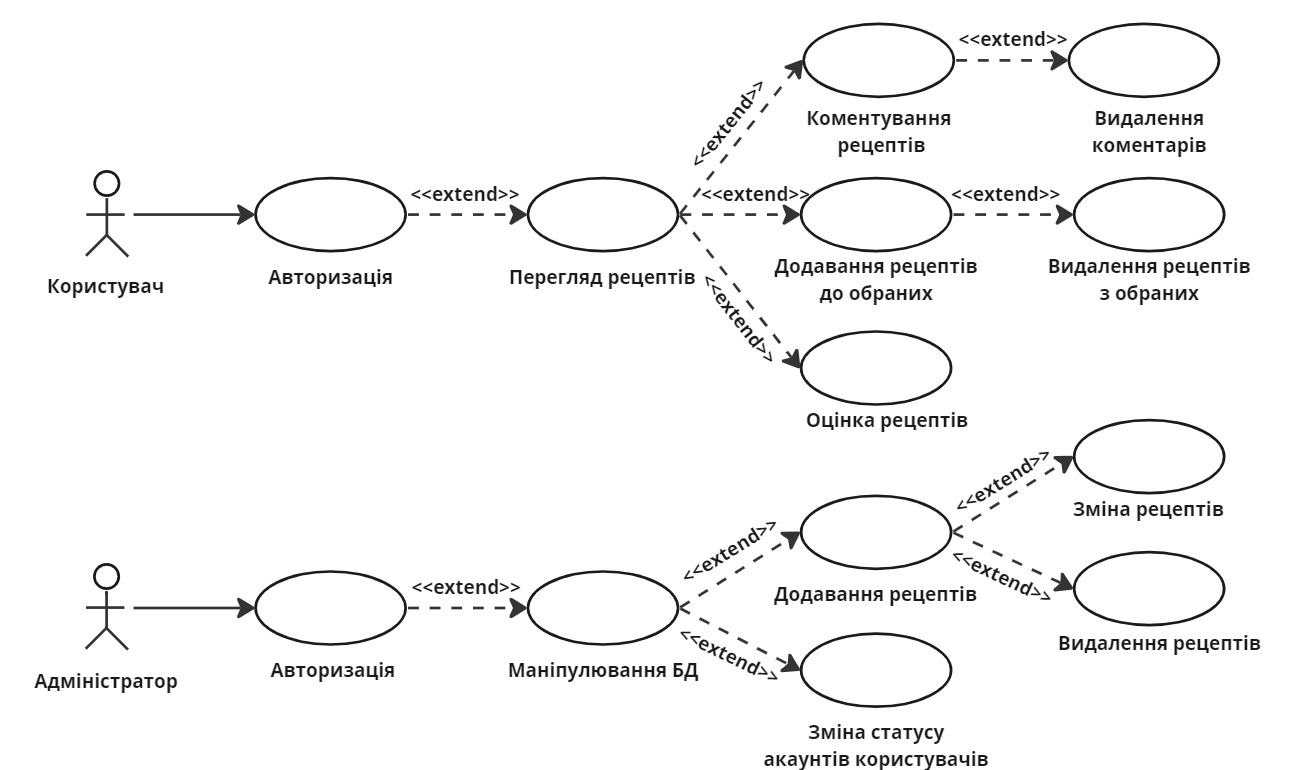 <<extend>>
Коментування
рецептів
Видалення
коментарів
<<extend>>
<<extend>>
<<extend>>
<<extend>>
Користувач
Авторизація
Перегляд рецептів
Додавання рецептів
до обраних
Видалення рецептів
з обраних
<<extend>>
Оцінка рецептів
<<extend>>
Зміна рецептів
<<extend>>
<<extend>>
<<extend>>
Додавання рецептів
Видалення рецептів
<<extend>>
Адміністратор
Авторизація
Маніпулювання БД
Зміна статусу
акаунтів користувачів